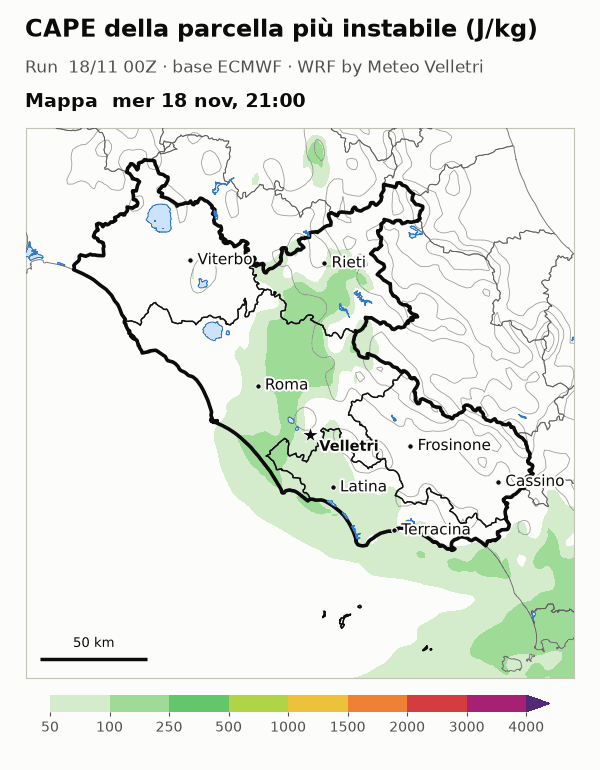 CAPE della parcella più instabile (J/kg)
Run 18/11 00Z · base ECMWF · WRF by Meteo Velletri
Mappa mer 18 nov, 21:00
Viterbo
Rieti
Roma
Velletri
Frosinone
Latina
Cassino
Terracina
50 km
50 100 250 500 1000 1500 2000 3000 4000